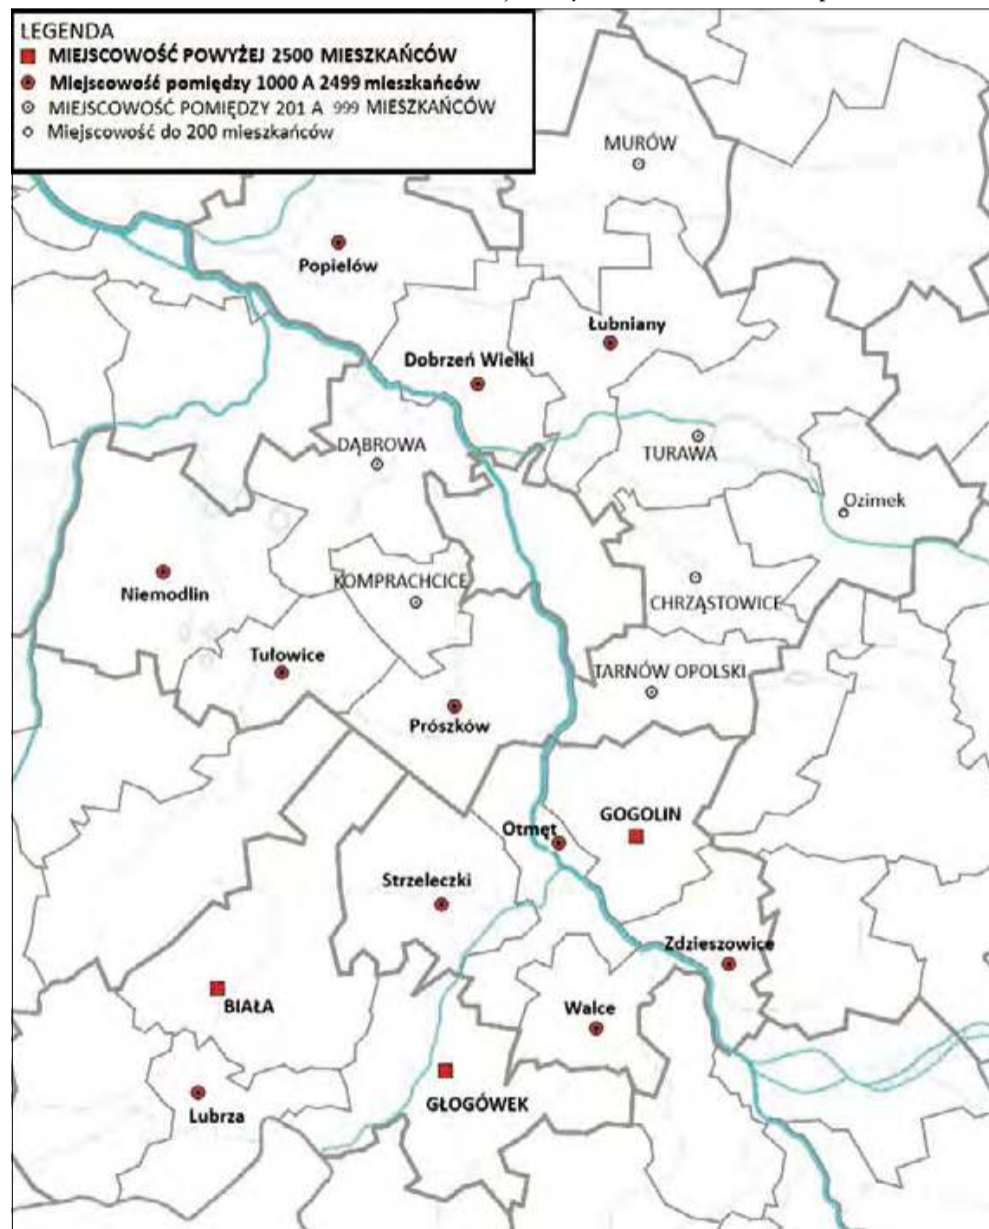 LEGENDA
MIEJSCOWOŚĆ POWYŻEJ 2500 MIESZKAŃCÓW
Miejscowość pomiędzy 1000 A 2499 mieszkańców
MIEJSCOWOŚĆ POMIĘDZY 201 A 999 MIESZKAŃCÓW
Miejscowość do 200 mieszkańców
MURÓW
Popielów
Łubniany
Dobrzeń Wielki
DĄBROWA
TURAWA
Ozimek
Niemodlin
KOMPRACHCICE
CHRZĄSTOWICE
Tułowice
TARNÓW OPOLSKI
Prószków
GOGOLIN
Otmęt
Strzeleczki
Zdzieszowice
BIAŁA
Walce
Lubrza
GŁOGÓWEK